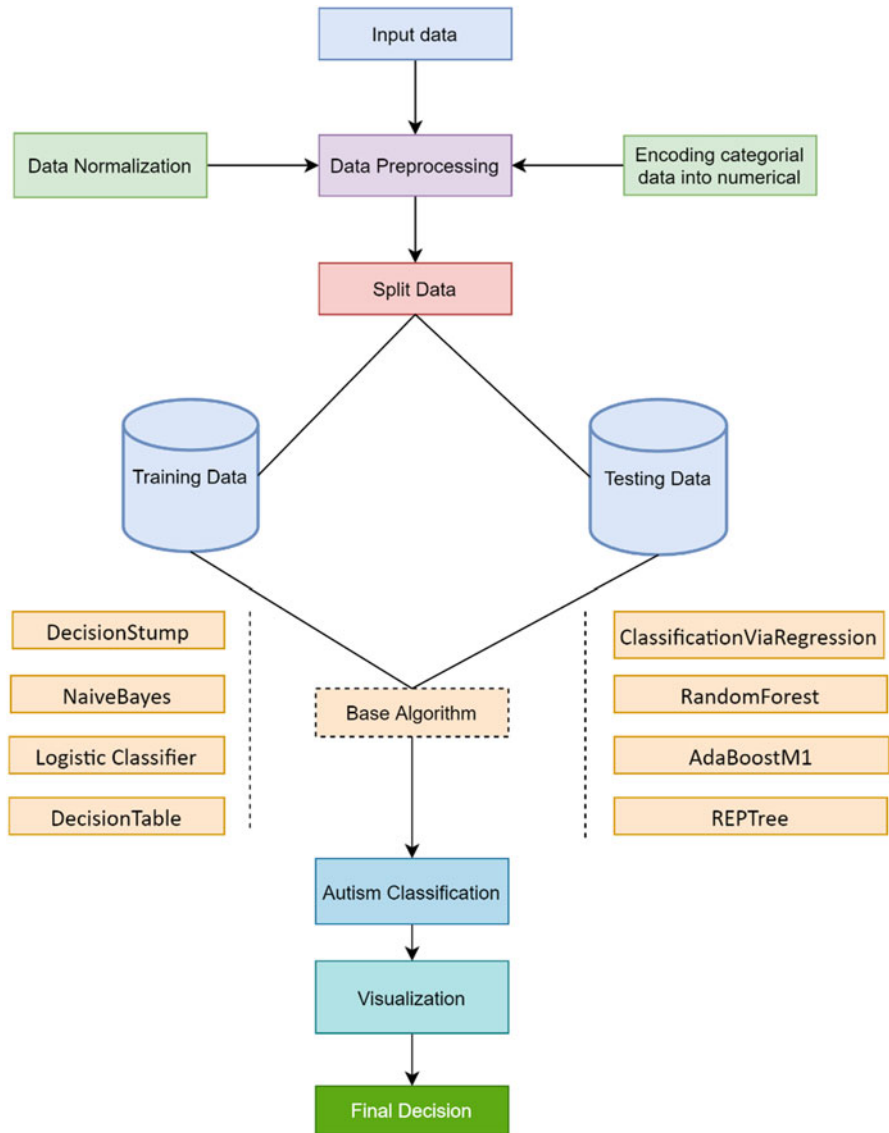 Input data
Data Normalization
Data Preprocessing
Encoding categorial
data into numerical
Split Data
Training Data
Testing Data
DecisionStump
NaiveBayes
Logistic Classifier
DecisionTable
Base Algorithm
ClassificationViaRegression
RandomForest
AdaBoostM1
REPTree
Autism Classification
Visualization
Final Decision